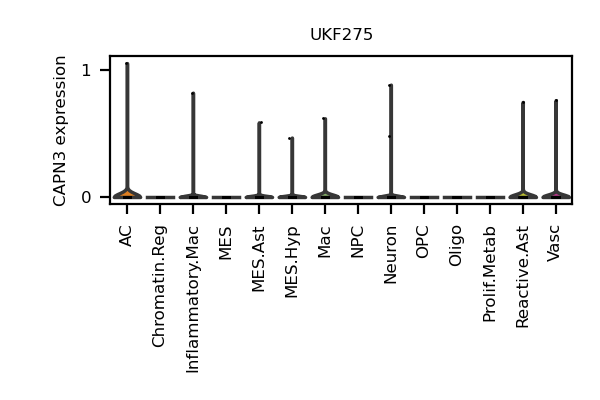 UKF275
CAPN3 expression
1
0
AC
Chromatin.Reg
Inflammatory.Mac
MES
MES.Ast
MES.Hyp
Mac
NPC
Neuron
OPC
Oligo
Prolif.Metab
Reactive.Ast
Vasc